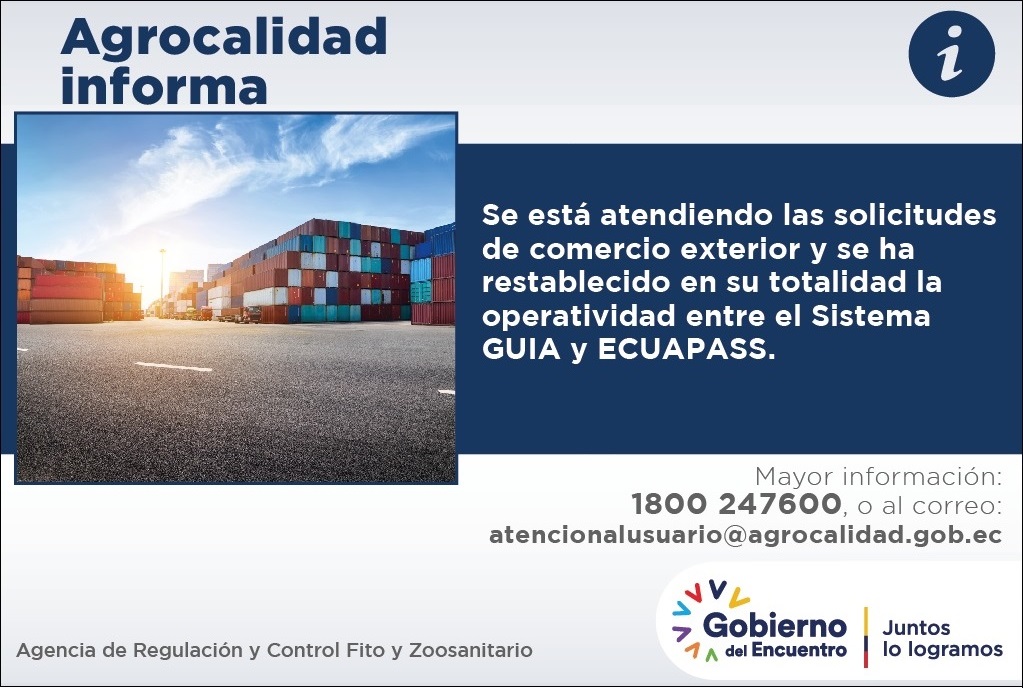 Agrocalidad
informa
i
Se está atendiendo las solicitudes
de comercio exterior y se ha
restablecido en su totalidad la
operatividad entre el Sistema
GUIA y ECUAPASS.
Mayor información:
1800 247600, o al correo:
atencionalusuario@agrocalidad.gob.ec
Agencia de Regulación y Control Fito y Zoosanitario
Gobierno
del Encuentro
Juntos
lo logramos